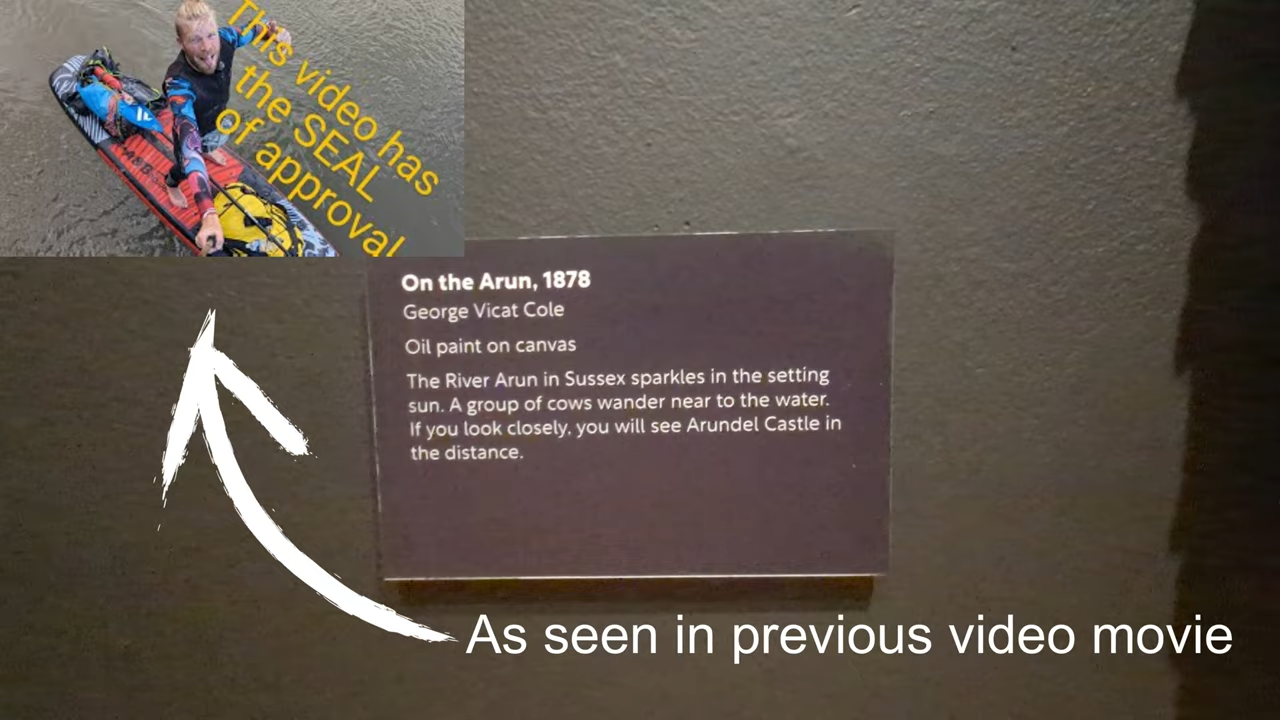 This video has
the SEAL
of approval
On the Arun, 1878
George Vicat Cole
Oil paint on canvas
The River Arun in Sussex sparkles in the setting
sun. A group of cows wander near to the water.
If you look closely, you will see Arundel Castle in
the distance.
As seen in previous video movie